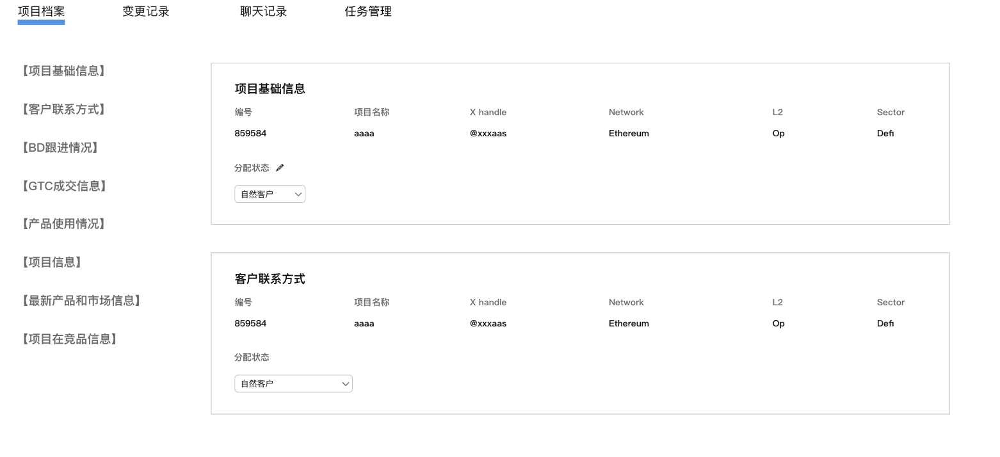 项目档案 变更记录 聊天记录 任务管理
【项目基础信息】
【客户联系方式】
【BD跟进情况】
【GTC成交信息】
【产品使用情况】
【项目信息】
【最新产品和市场信息】
【项目在竞品信息】
项目基础信息
编号 项目名称 X handle Network L2 Sector
859584 aaaa @xxxaas Ethereum Op Defi
分配状态
自然客户
客户联系方式
编号 项目名称 X handle Network L2 Sector
859584 aaaa @xxxaas Ethereum Op Defi
分配状态
自然客户